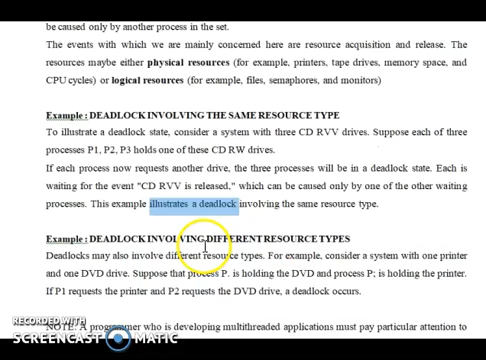 be caused only by another process in the set.
The events with which we are mainly concerned here are resource acquisition and release. The
resources maybe either physical resources (for example, printers, tape drives, memory space, and
CPU cycles) or logical resources (for example, files, semaphores, and monitors)
Example : DEADLOCK INVOLVING THE SAME RESOURCE TYPE
To illustrate a deadlock state, consider a system with three CD RVV drives. Suppose each of three
processes P1, P2, P3 holds one of these CD RW drives.
If each process now requests another drive, the three processes will be in a deadlock state. Each is
waiting for the event "CD RVV is released," which can be caused only by one of the other waiting
processes. This example illustrates a deadlock involving the same resource type.
Example : DEADLOCK INVOLVING DIFFERENT RESOURCE TYPES
Deadlocks may also involve different resource types. For example, consider a system with one printer
and one DVD drive. Suppose that process P. is holding the DVD and process P; is holding the printer.
If P1 requests the printer and P2 requests the DVD drive, a deadlock occurs.
NOTE: A programmer who is developing multithreaded applications must pay particular attention to
RECORDED WITH
SCREENCAST MATIC